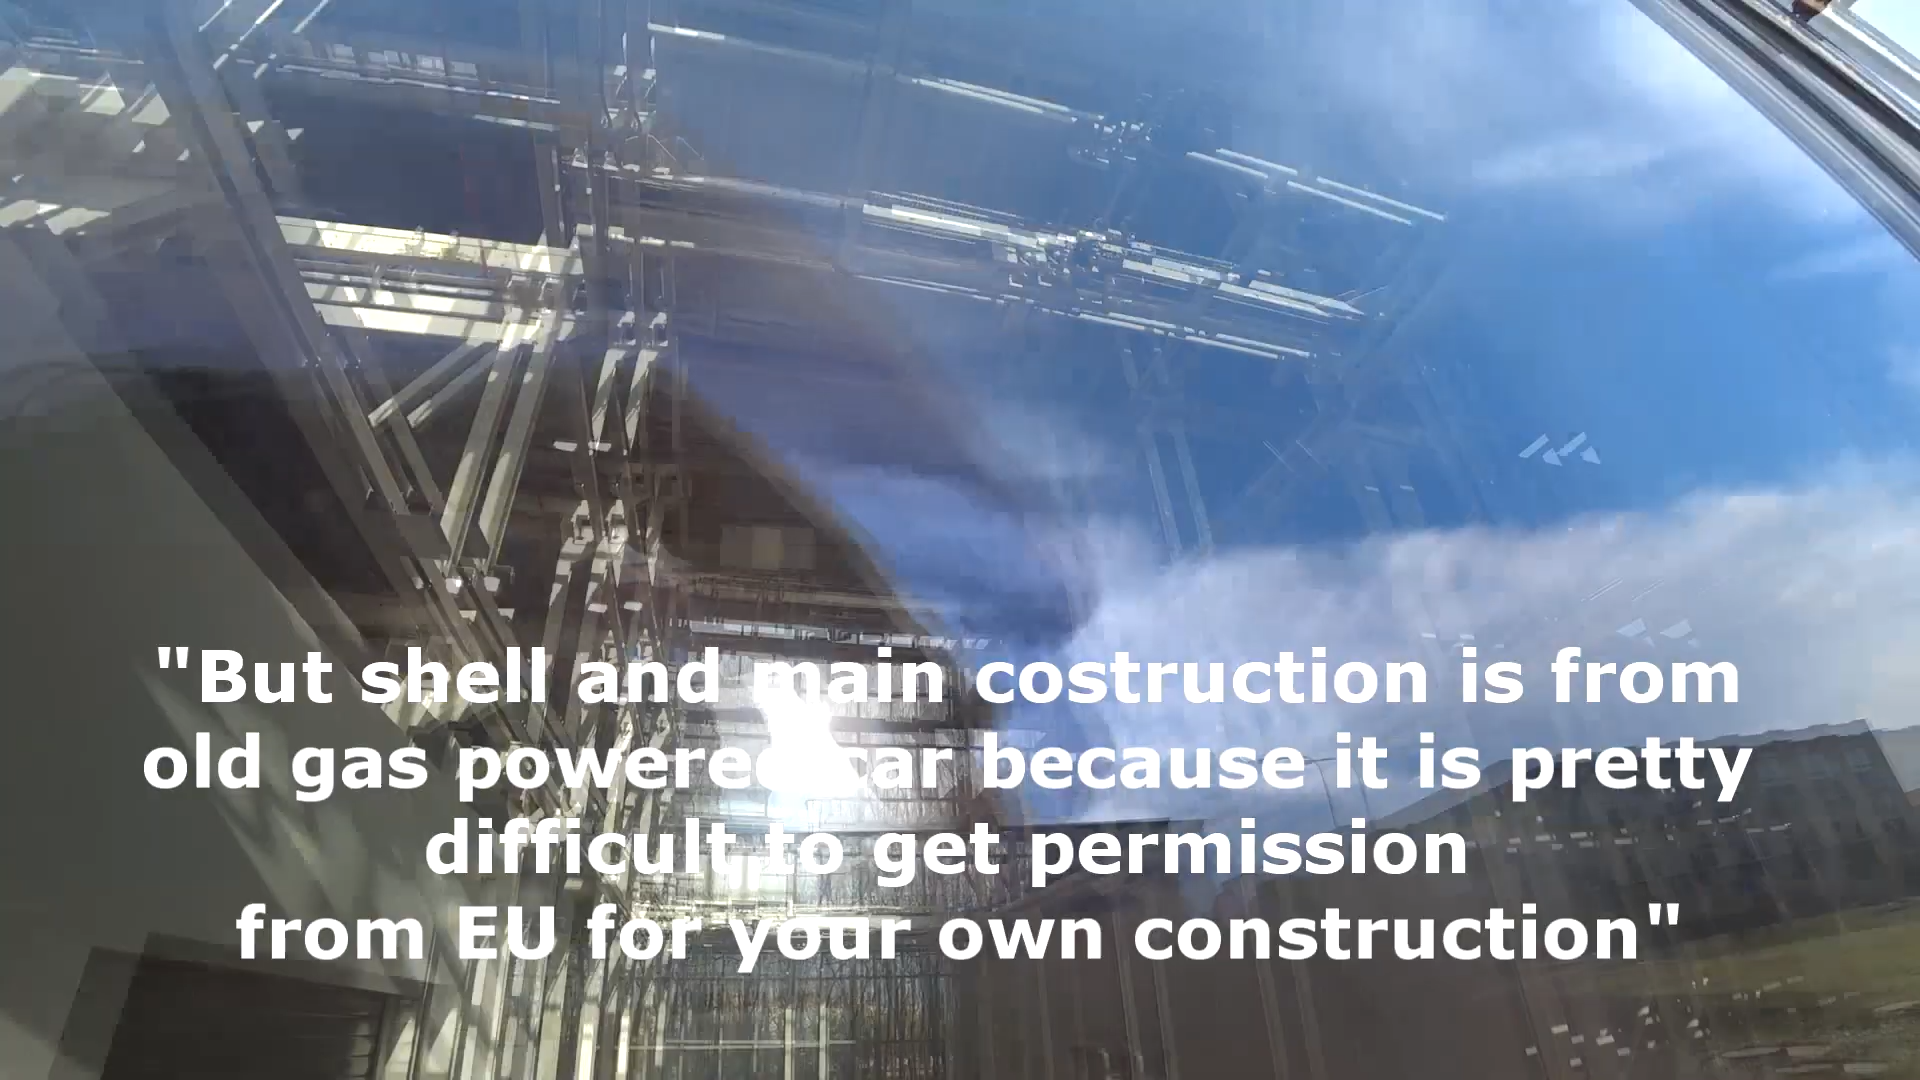 "But shell and main costruction is from
old gas powered car because it is pretty
difficult to get permission
from EU for your own construction"